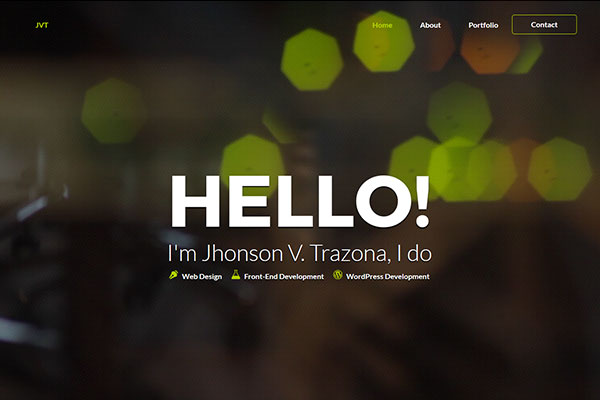 JVT
Home About Portfolio Contact
HELLO!
I'm Jhonson V. Trazona, I do
Web Design Front-End Development WordPress Development